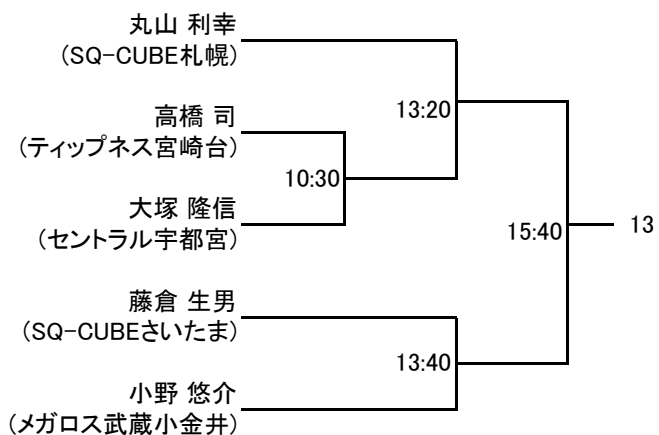 丸山 利幸
(SQ-CUBE札幌)
13:20
高橋 司
(ティップネス宮崎台)
10:30
大塚 隆信
(セントラル宇都宮)
15:40
13
藤倉 生男
(SQ-CUBEさいたま)
13:40
小野 悠介
(メガロス武蔵小金井)